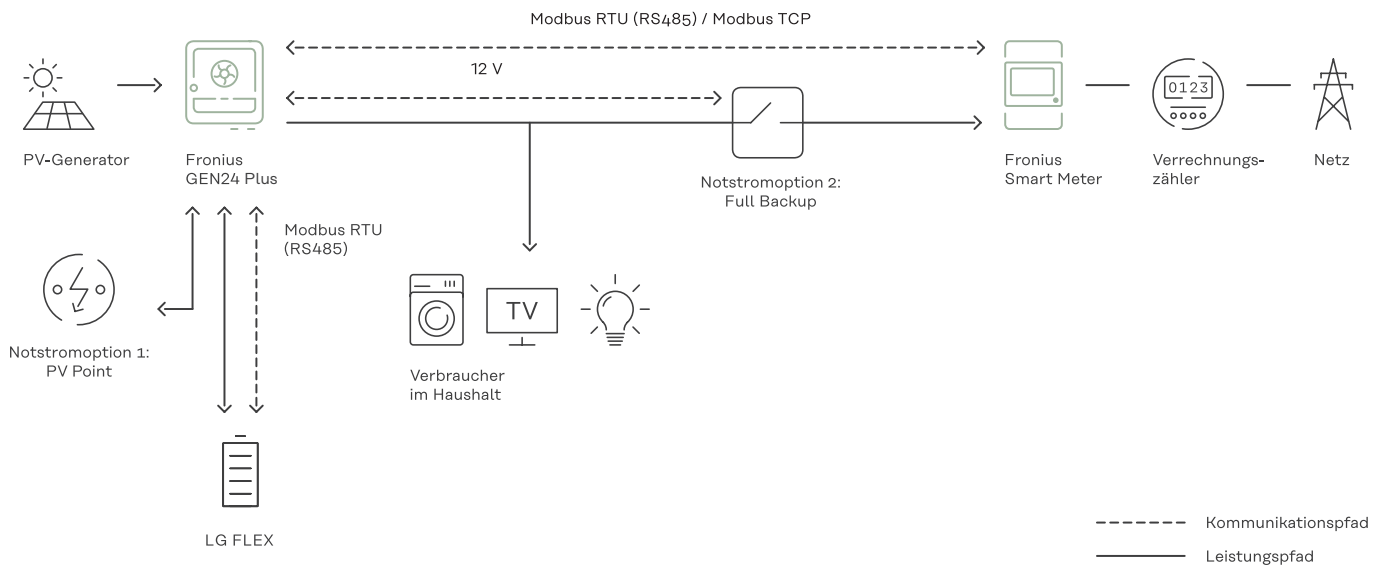 Modbus RTU (RS485) / Modbus TCP
12 V
0123
PV-Generator
Fronius
GEN24 Plus
Notstromoption 2:
Full Backup
Fronius
Smart Meter
Verrechnungs-
zähler
Netz
Modbus RTU
(RS485)
TV
Notstromoption 1:
PV Point
Verbraucher
im Haushalt
LG FLEX
Kommunikationspfad
Leistungspfad